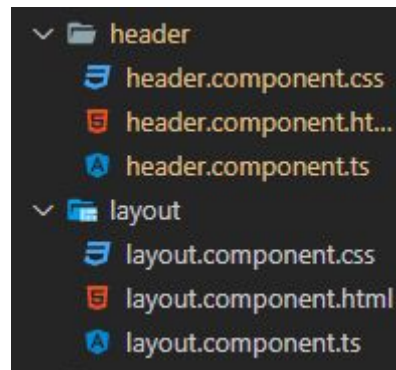 header
header.component.css
header.component.ht...
header.component.ts
layout
layout.component.css
layout.component.html
layout.component.ts